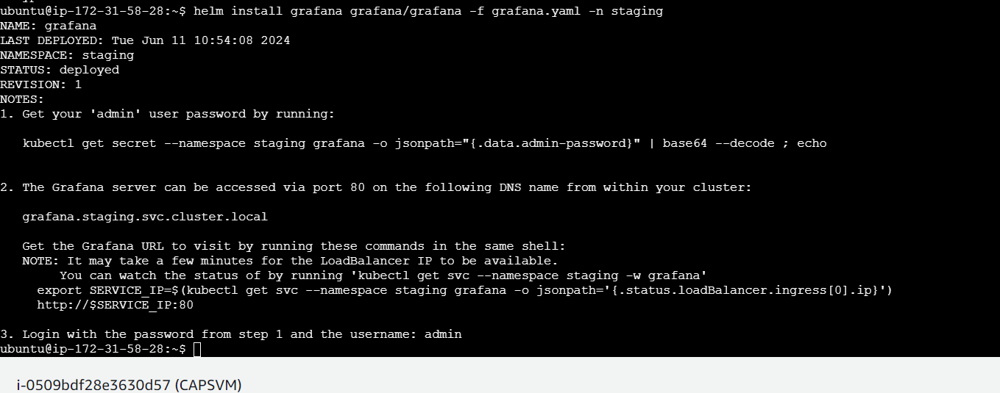 ubuntu@ip-172-31-58-28:~$ helm install grafana grafana/grafana -f grafana.yaml -n staging
NAME: grafana
LAST DEPLOYED: Tue Jun 11 10:54:08 2024
NAMESPACE: staging
STATUS: deployed
REVISION: 1
NOTES:
1. Get your 'admin' user password by running:
kubectl get secret --namespace staging grafana -o jsonpath="{.data.admin-password}" | base64 --decode ; echo
2. The Grafana server can be accessed via port 80 on the following DNS name from within your cluster:
grafana.staging.svc.cluster.local
Get the Grafana URL to visit by running these commands in the same shell:
NOTE: It may take a few minutes for the LoadBalancer IP to be available.
You can watch the status of by running 'kubectl get svc --namespace staging -w grafana'
export SERVICE_IP=$(kubectl get svc --namespace staging grafana -o jsonpath='{.status.loadBalancer.ingress[0].ip}')
http://$SERVICE_IP:80
3. Login with the password from step 1 and the username: admin
ubuntu@ip-172-31-58-28:~$
i-0509bdf28e3630d57 (CAPSVM)